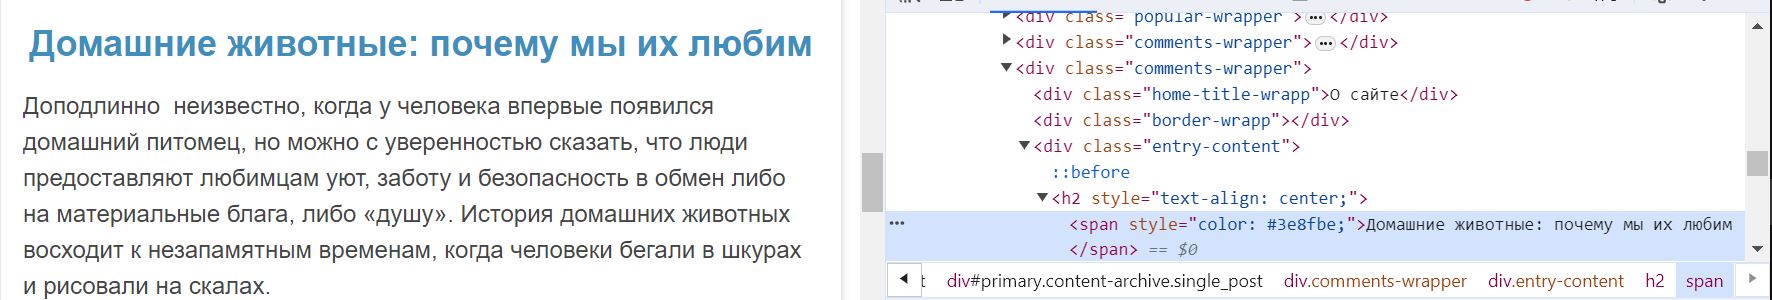 Домашние животные: почему мы их любим
Доподлинно  неизвестно, когда у человека впервые появился
домашний питомец, но можно с уверенностью сказать, что люди
предоставляют любимцам уют, заботу и безопасность в обмен либо
на материальные блага, либо «душу». История домашних животных
восходит к незапамятным временам, когда человеки бегали в шкурах
и рисовали на скалах.
<div class="popular-wrapper">…</div>
<div class="comments-wrapper">…</div>
<div class="comments-wrapper">
<div class="home-title-wrapp">О сайте</div>
<div class="border-wrapp"></div>
<div class="entry-content">
::before
<h2 style="text-align: center;">
<span style="color: #3e8fbe;">Домашние животные: почему мы их любим
</span> == $0
div#primary.content-archive.single_post div.comments-wrapper div.entry-content h2 span